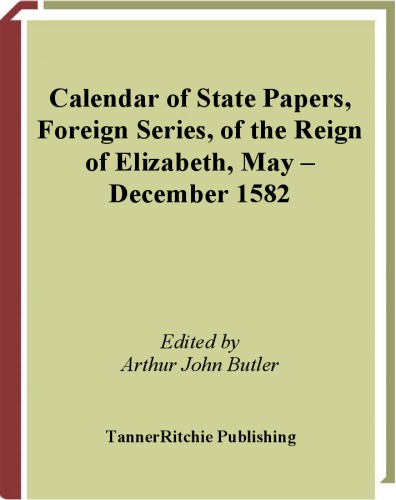 Calendar of State Papers,
Foreign Series, of the Reign
of Elizabeth, May –
December 1582
Edited by
Arthur John Butler
TannerRitchie Publishing